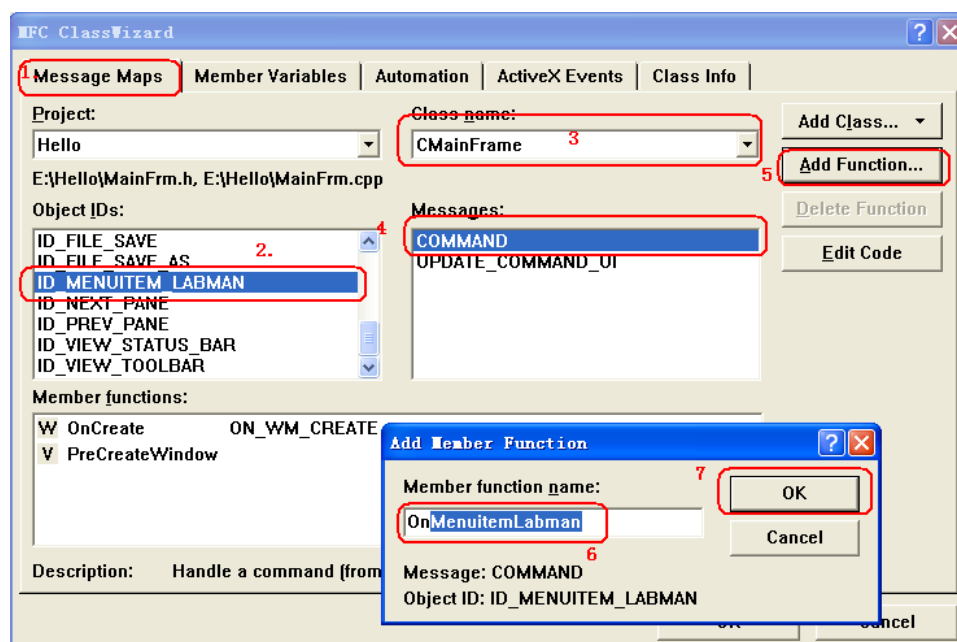 MFC ClassWizard
1 Message Maps Member Variables Automation ActiveX Events Class Info
Project: Class name:
Hello CMainFrame 3
Add Class...
E:\Hello\MainFrm.h, E:\Hello\MainFrm.cpp
5 Add Function...
Object IDs: 4 Messages:
Delete Function
ID_FILE_SAVE 2. COMMAND
ID_FILE_SAVE_AS UPDATE_COMMAND_UI
Edit Code
ID_MENUITEM_LABMAN
ID_NEXT_PANE
ID_PREV_PANE
ID_VIEW_STATUS_BAR
ID_VIEW_TOOLBAR
Member functions:
W OnCreate ON_WM_CREATE
V PreCreateWindow
Add Member Function
Member function name: 7 OK
OnMenuitemLabman
6
Cancel
Message: COMMAND
Object ID: ID_MENUITEM_LABMAN
Description: Handle a command (from
OK Cancel